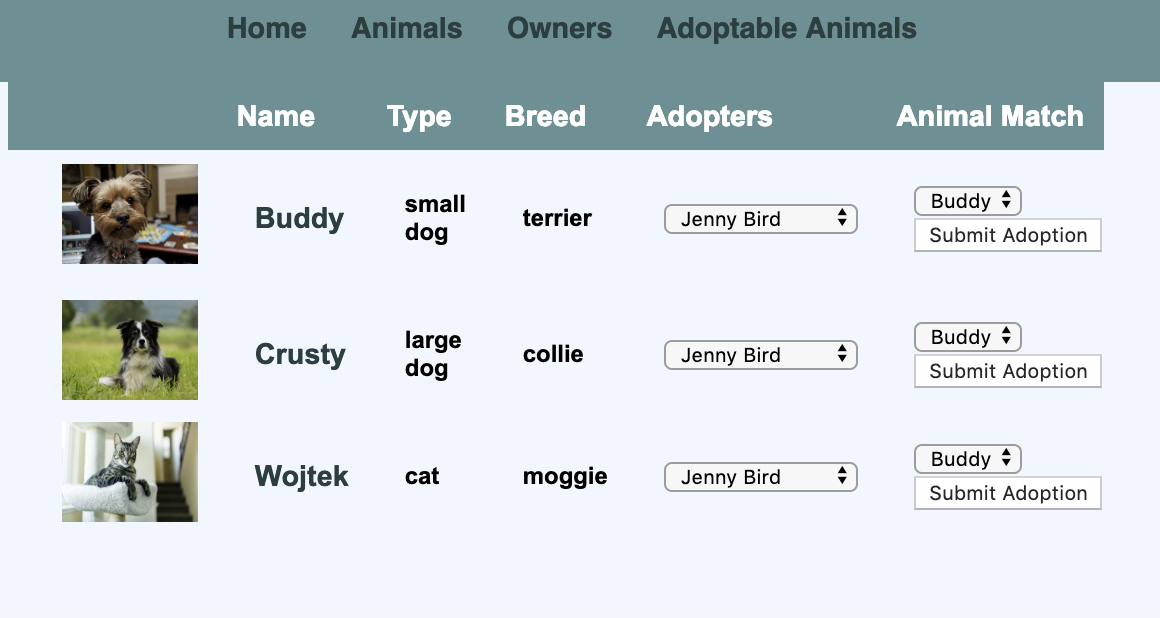 Home Animals Owners Adoptable Animals
Name Type Breed Adopters Animal Match
Buddy small dog terrier Jenny Bird Buddy
Submit Adoption
Crusty large dog collie Jenny Bird Buddy
Submit Adoption
Wojtek cat moggie Jenny Bird Buddy
Submit Adoption